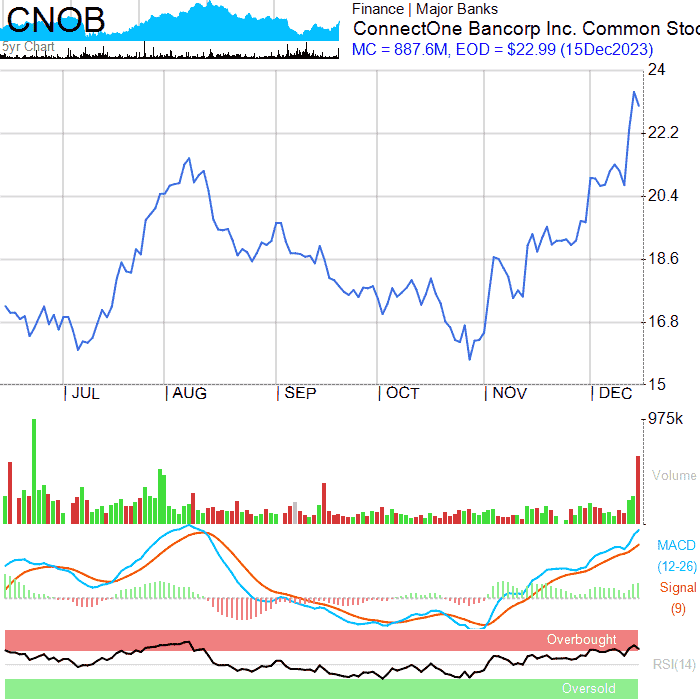 CNOB
5yr Chart
Finance | Major Banks
ConnectOne Bancorp Inc. Common Stoc
MC = 887.6M, EOD = $22.99 (15Dec2023)
24
22.2
20.4
18.6
16.8
15
| JUL | AUG | SEP | OCT | NOV | DEC
975k
Volume
MACD
(12-26)
Signal
(9)
Overbought
RSI(14)
Oversold